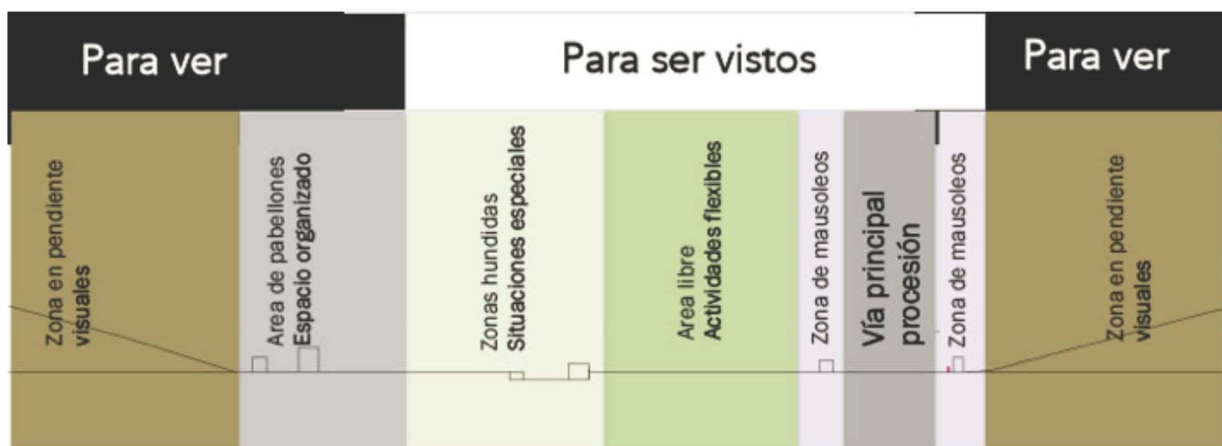 Para ver
Para ser vistos
Para ver
Zona en pendiente
visuales
Area de pabellones
Espacio organizado
Zonas hundidas
Situaciones especiales
Area libre
Actividades flexibles
Zona de mausoleos
Vía principal
procesión
Zona de mausoleos
Zona en pendiente
visuales